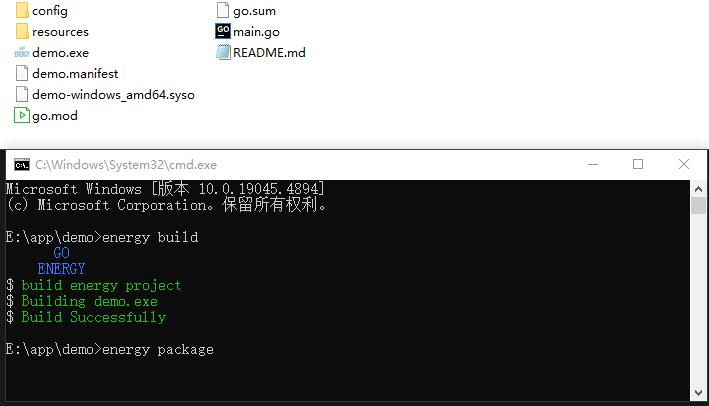 config
resources
demo.exe
demo.manifest
demo-windows_amd64.syso
go.mod
go.sum
main.go
README.md
C:\Windows\System32\cmd.exe
Microsoft Windows [版本 10.0.19045.4894]
(c) Microsoft Corporation。保留所有权利。
E:\app\demo>energy build
GO
ENERGY
$ build energy project
$ Building demo.exe
$ Build Successfully
E:\app\demo>energy package